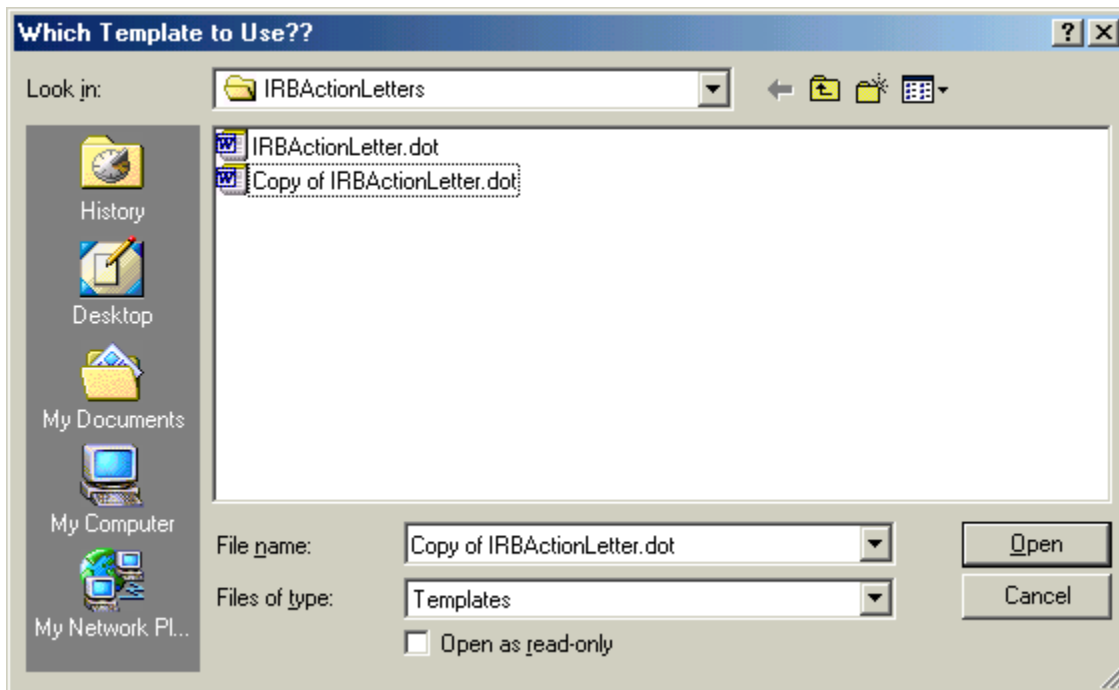 Which Template to Use??
Look in:
IRBActionLetters
IRBActionLetter.dot
Copy of IRBActionLetter.dot
History
Desktop
My Documents
My Computer
My Network Pl...
File name:
Copy of IRBActionLetter.dot
Open
Files of type:
Templates
Cancel
Open as read-only